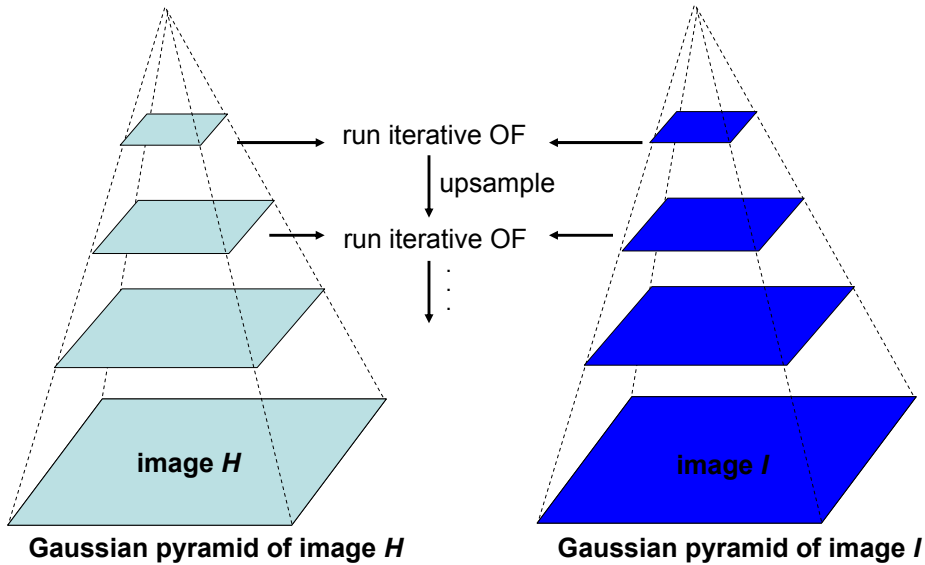 run iterative OF
upsample
run iterative OF
.
.
.
image H
image I
Gaussian pyramid of image H
Gaussian pyramid of image I